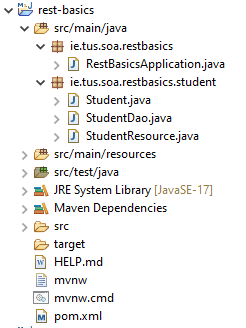 rest-basics
src/main/java
ie.tus.soa.restbasics
RestBasicsApplication.java
ie.tus.soa.restbasics.student
Student.java
StudentDao.java
StudentResource.java
src/main/resources
src/test/java
JRE System Library [JavaSE-17]
Maven Dependencies
src
target
HELP.md
mvnw
mvnw.cmd
pom.xml